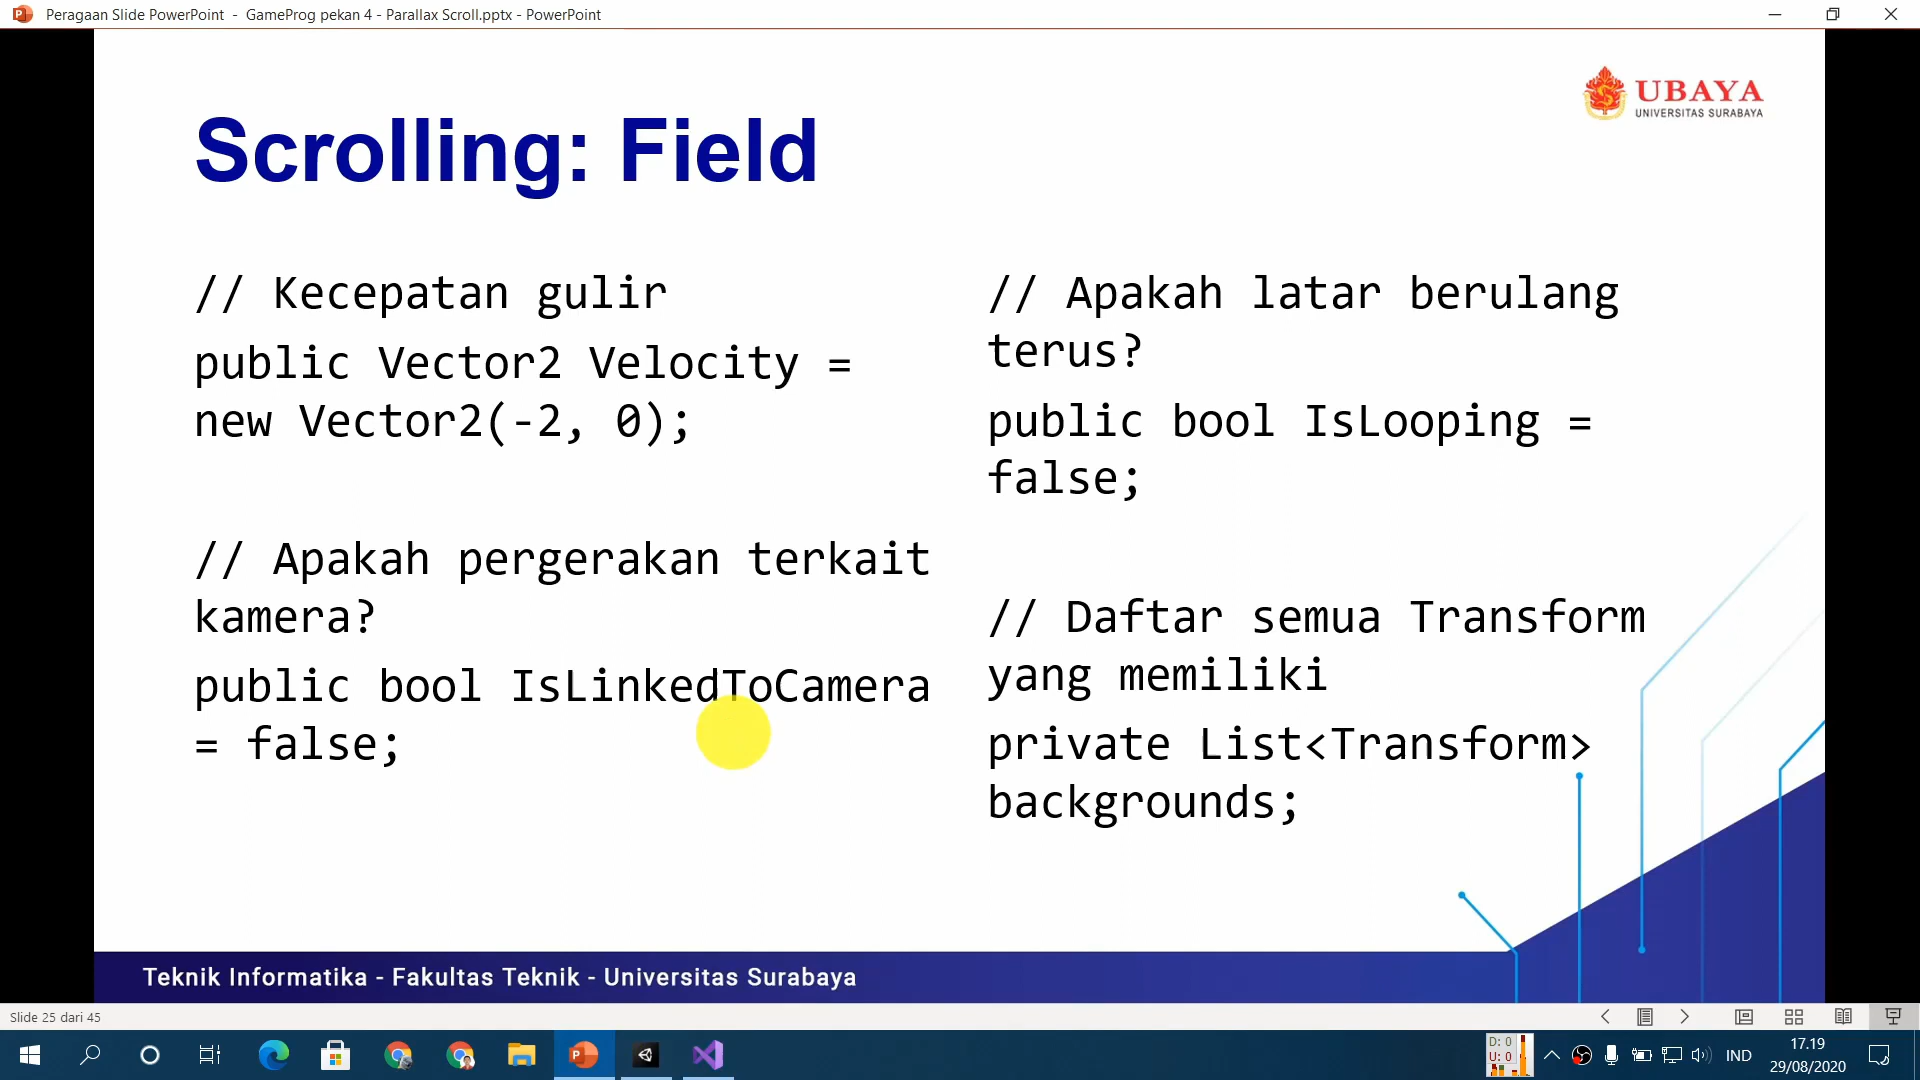 Peragaan Slide PowerPoint - GameProg pekan 4 - Parallax Scroll.pptx - PowerPoint
UBAYA
UNIVERSITAS SURABAYA
Scrolling: Field
// Kecepatan gulir
public Vector2 Velocity =
new Vector2(-2, 0);
// Apakah pergerakan terkait
kamera?
public bool IsLinkedToCamera
= false;
// Apakah latar berulang
terus?
public bool IsLooping =
false;
// Daftar semua Transform
yang memiliki
private List<Transform>
backgrounds;
Teknik Informatika - Fakultas Teknik - Universitas Surabaya
Slide 25 dari 45
D: 0
U: 0
IND
17.19
29/08/2020